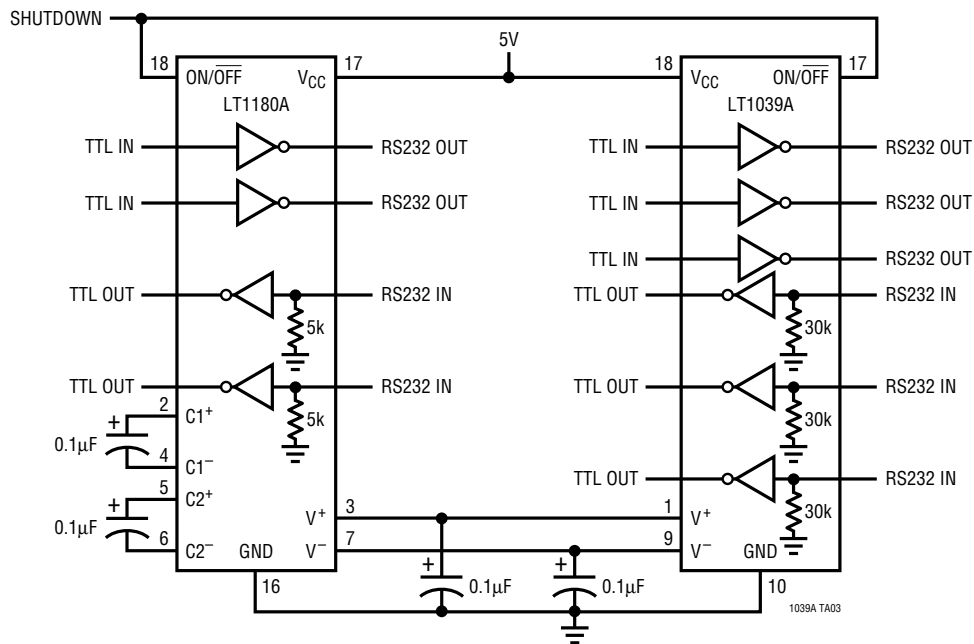 SHUTDOWN
5V
18 ON/OFF VCC 17
18 VCC ON/OFF 17
LT1180A
LT1039A
TTL IN RS232 OUT
TTL IN RS232 OUT
TTL IN RS232 OUT
TTL IN RS232 OUT
TTL IN RS232 OUT
TTL OUT RS232 IN
5k
TTL OUT RS232 IN
30k
TTL OUT RS232 IN
5k
TTL OUT RS232 IN
30k
TTL OUT RS232 IN
30k
2 C1+
+ 0.1µF
4 C1−
5 C2+
+ 0.1µF
6 C2−
V+ 3
1 V+
V− 7
9 V−
GND
16
GND
10
+ 0.1µF
+ 0.1µF
1039A TA03